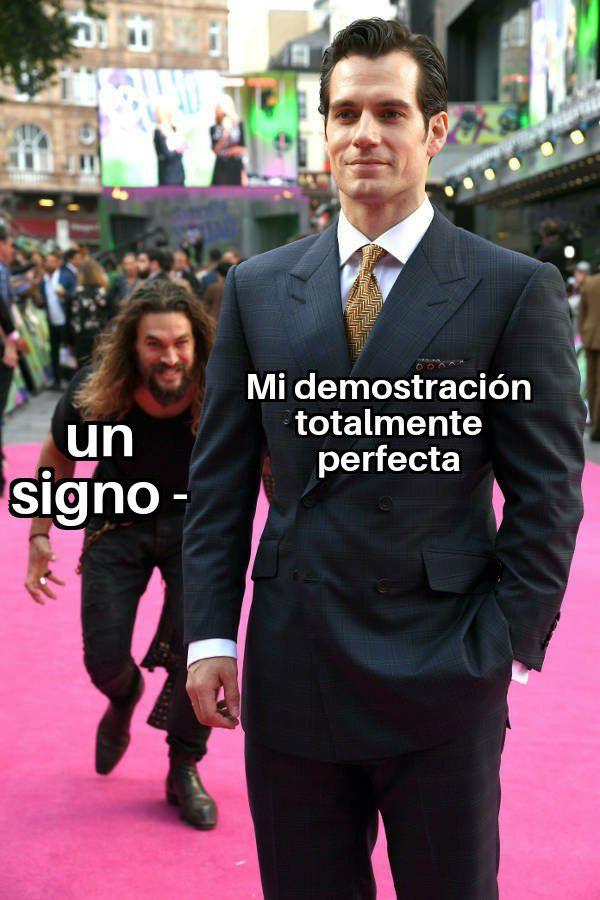 un
signo -
Mi demostración
totalmente
perfecta